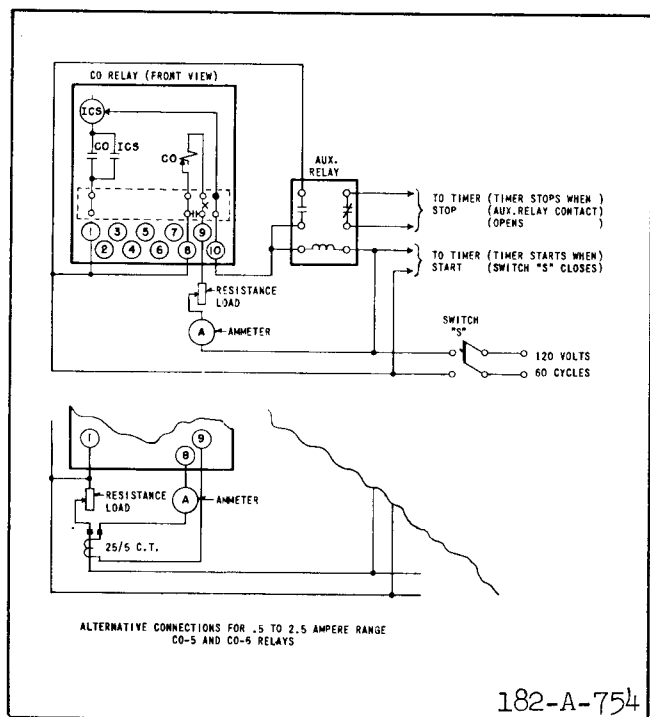 CO RELAY (FRONT VIEW)
ICS
CO ICS
CO
AUX.
RELAY
TO TIMER (TIMER STOPS WHEN )
STOP (AUX.RELAY CONTACT)
(OPENS )
1 3 5 7 9
2 4 6 8 10
TO TIMER (TIMER STARTS WHEN)
START (SWITCH "S" CLOSES)
RESISTANCE
LOAD
A AMMETER
SWITCH
"S"
120 VOLTS
60 CYCLES
1 9
8
RESISTANCE
LOAD
A AMMETER
25/5 C.T.
ALTERNATIVE CONNECTIONS FOR .5 TO 2.5 AMPERE RANGE
CO-5 AND CO-6 RELAYS
182-A-754